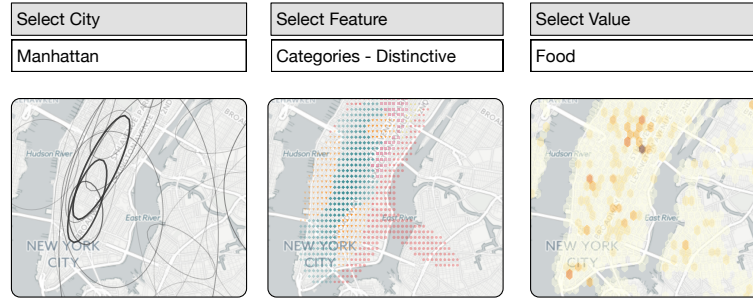 Select City
Select Feature
Select Value
Manhattan
Categories - Distinctive
Food
Hudson River
East River
NEW YORK
CITY
Hudson River
East River
NEW YORK
CITY
Hudson River
East River
NEW YORK
CITY